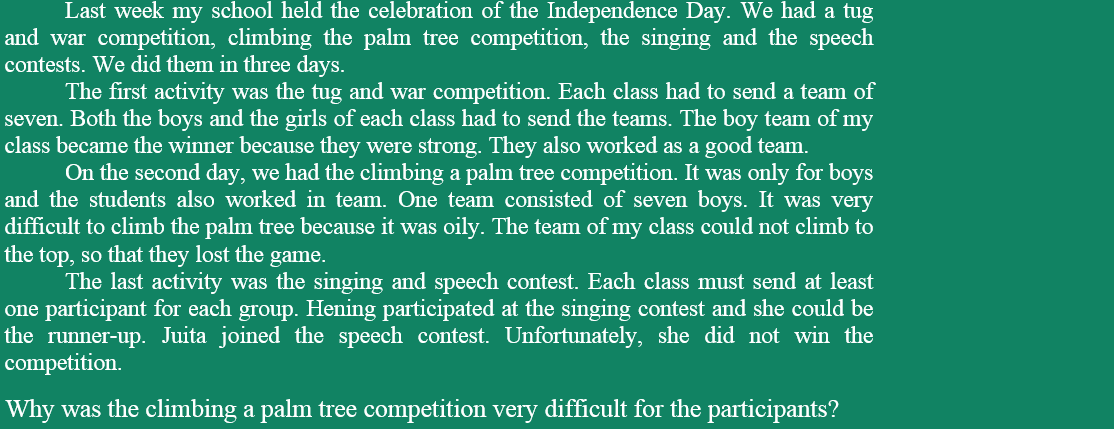 Last week my school held the celebration of the Independence Day. We had a tug
and war competition, climbing the palm tree competition, the singing and the speech
contests. We did them in three days.
The first activity was the tug and war competition. Each class had to send a team of
seven. Both the boys and the girls of each class had to send the teams. The boy team of my
class became the winner because they were strong. They also worked as a good team.
On the second day, we had the climbing a palm tree competition. It was only for boys
and the students also worked in team. One team consisted of seven boys. It was very
difficult to climb the palm tree because it was oily. The team of my class could not climb to
the top, so that they lost the game.
The last activity was the singing and speech contest. Each class must send at least
one participant for each group. Hening participated at the singing contest and she could be
the runner-up. Juita joined the speech contest. Unfortunately, she did not win the
competition.
Why was the climbing a palm tree competition very difficult for the participants?